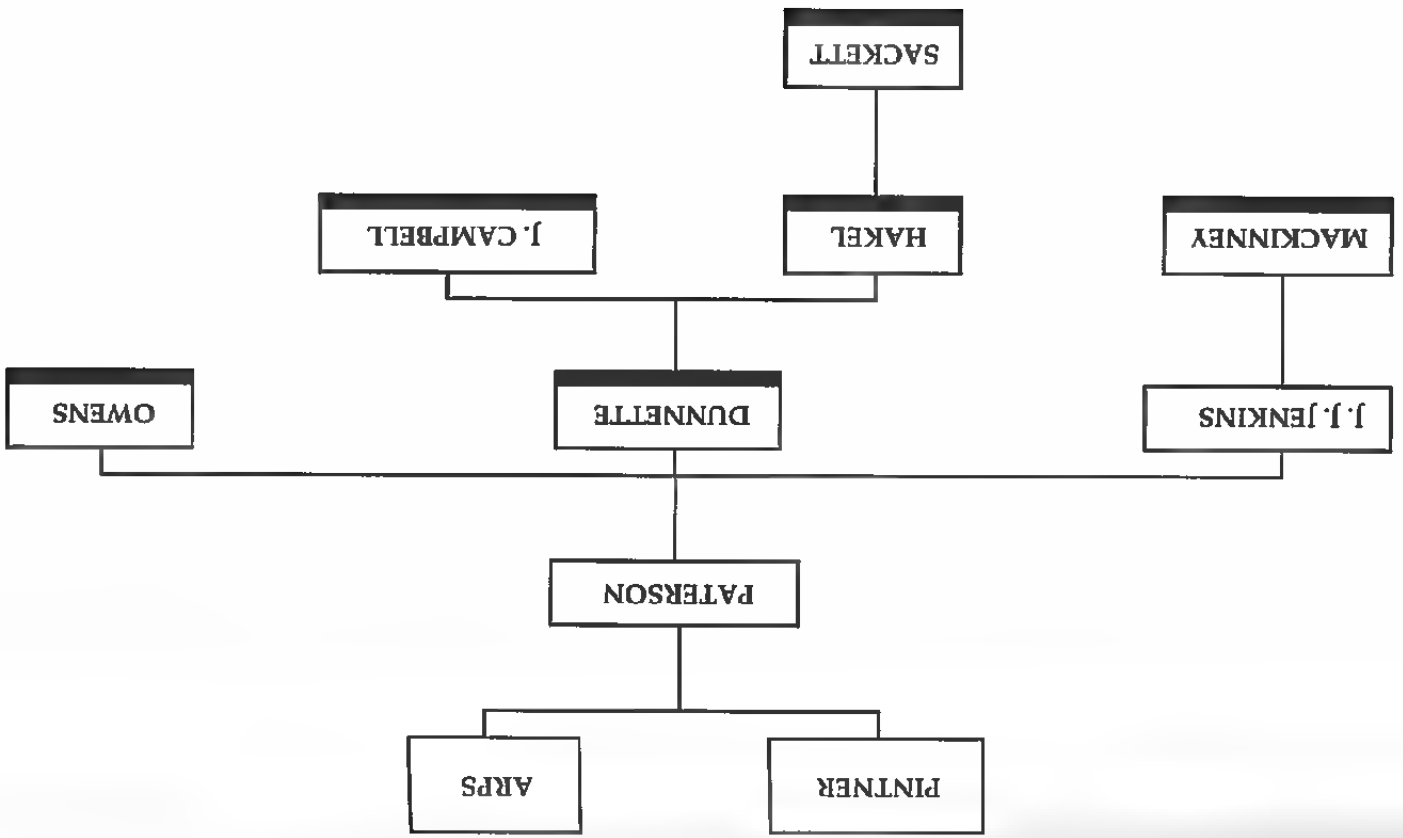 PINTNER
ARPS
PATERSON
J. J. JENKINS
DUNNETTE
OWENS
MACKINNEY
HAKEL
J. CAMPBELL
SACKETT